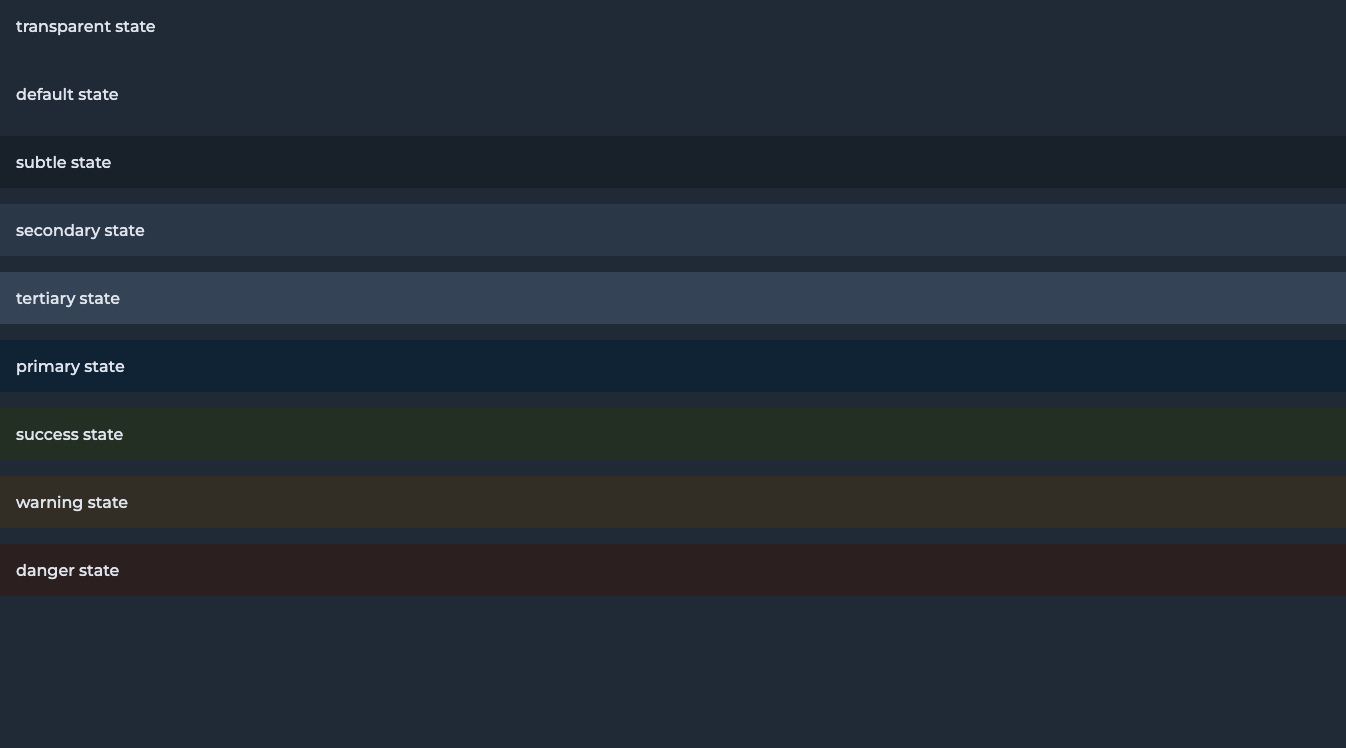 transparent state
default state
subtle state
secondary state
tertiary state
primary state
success state
warning state
danger state